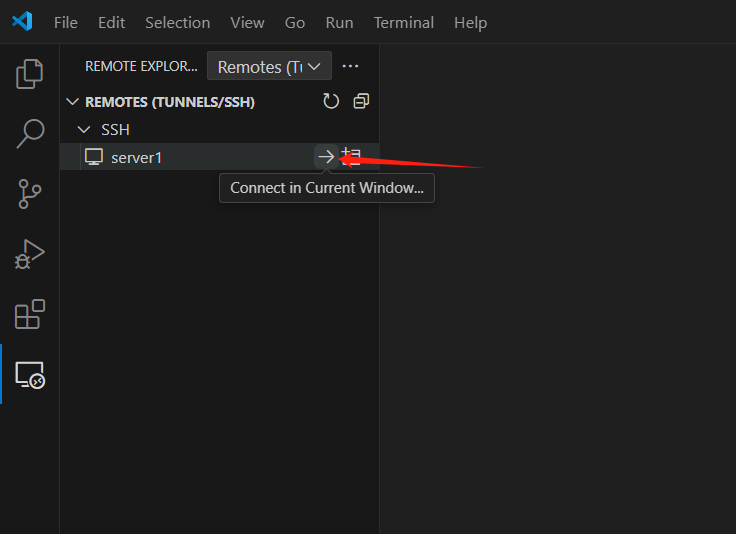 File Edit Selection View Go Run Terminal Help
REMOTE EXPLOR... Remotes (Tu
REMOTES (TUNNELS/SSH)
SSH
server1
Connect in Current Window...